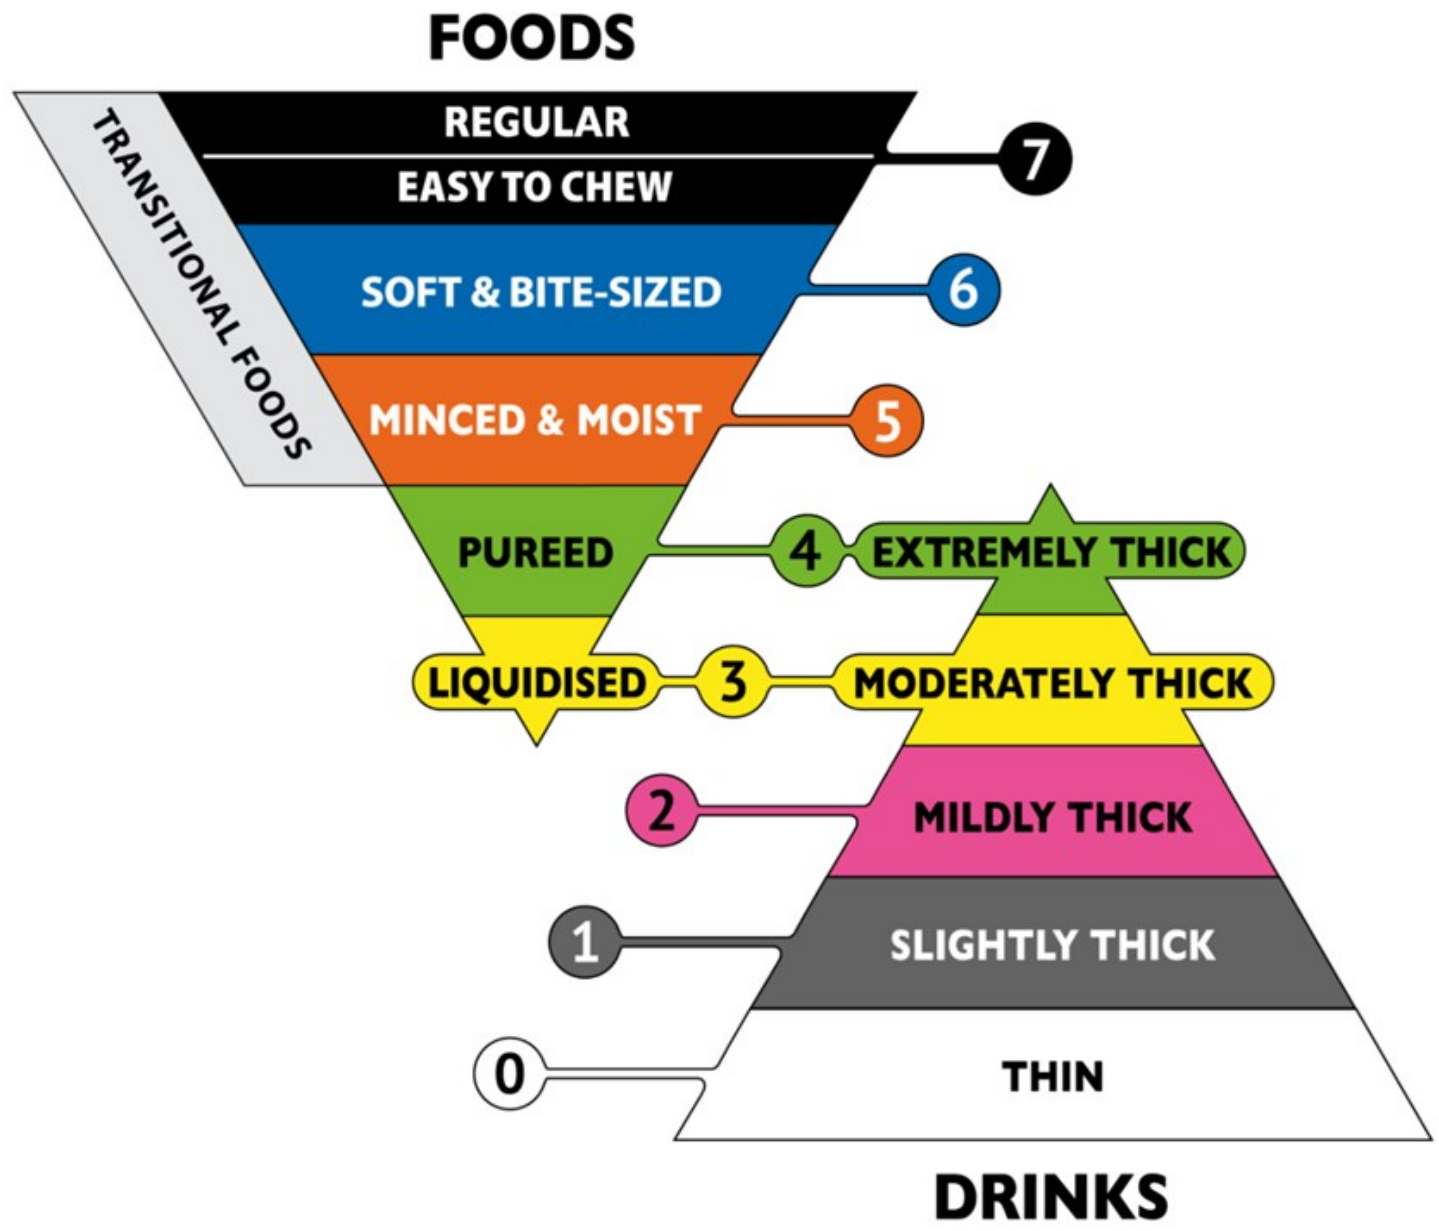 FOODS
TRANSITIONAL FOODS
REGULAR
EASY TO CHEW
7
SOFT & BITE-SIZED
6
MINCED & MOIST
5
PUREED
4
EXTREMELY THICK
LIQUIDISED
3
MODERATELY THICK
2
MILDLY THICK
1
SLIGHTLY THICK
0
THIN
DRINKS